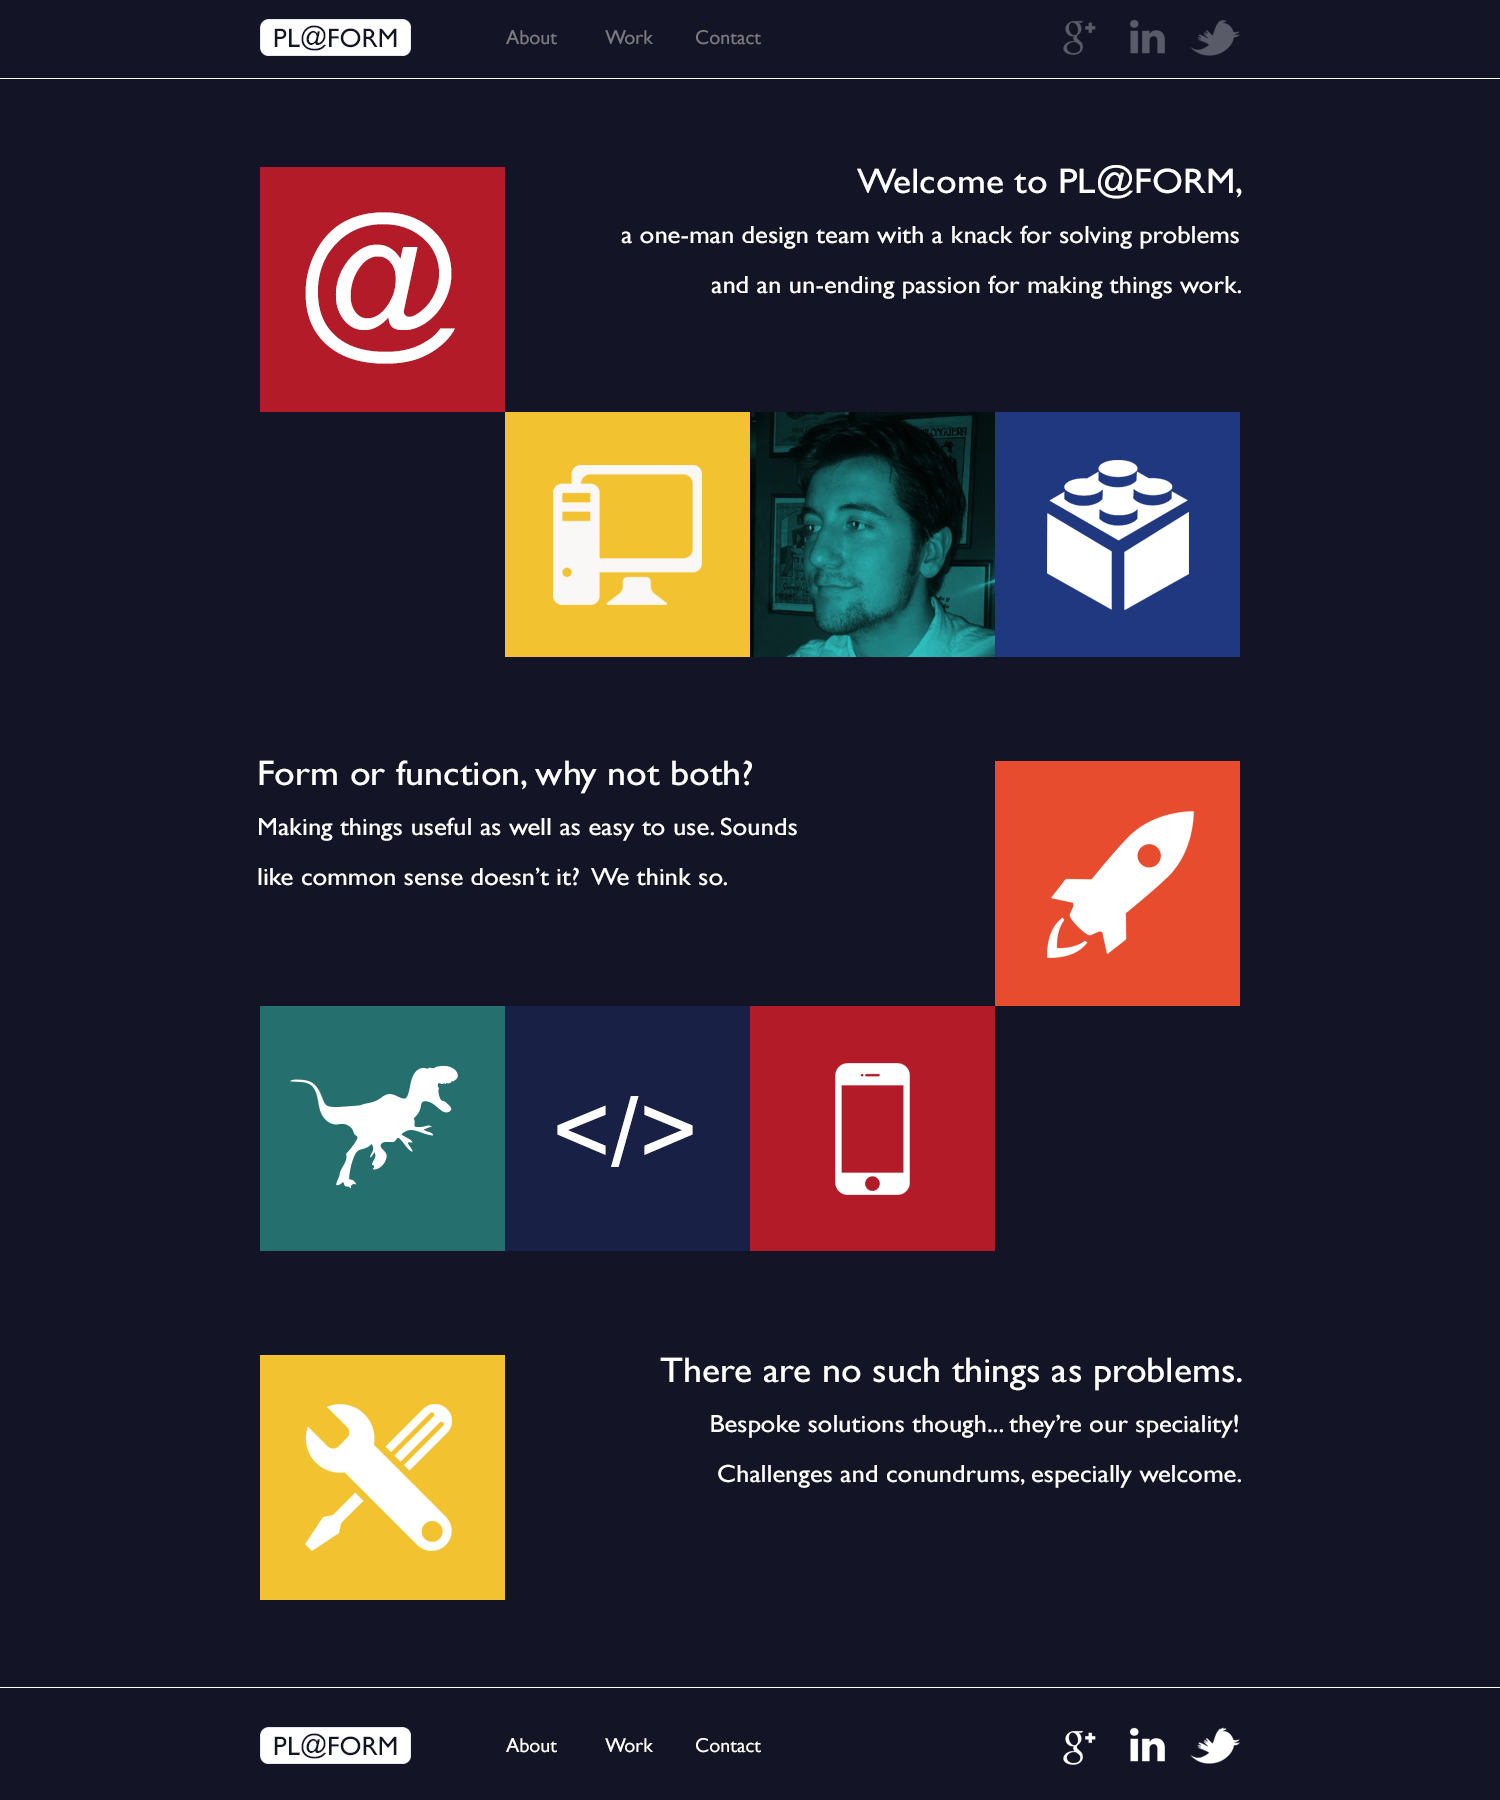 PL@FORM
About Work Contact
g+ in
@
Welcome to PL@FORM,
a one-man design team with a knack for solving problems
and an un-ending passion for making things work.
Form or function, why not both?
Making things useful as well as easy to use. Sounds
like common sense doesn’t it? We think so.
</>
There are no such things as problems.
Bespoke solutions though... they’re our speciality!
Challenges and conundrums, especially welcome.
PL@FORM
About Work Contact
g+ in